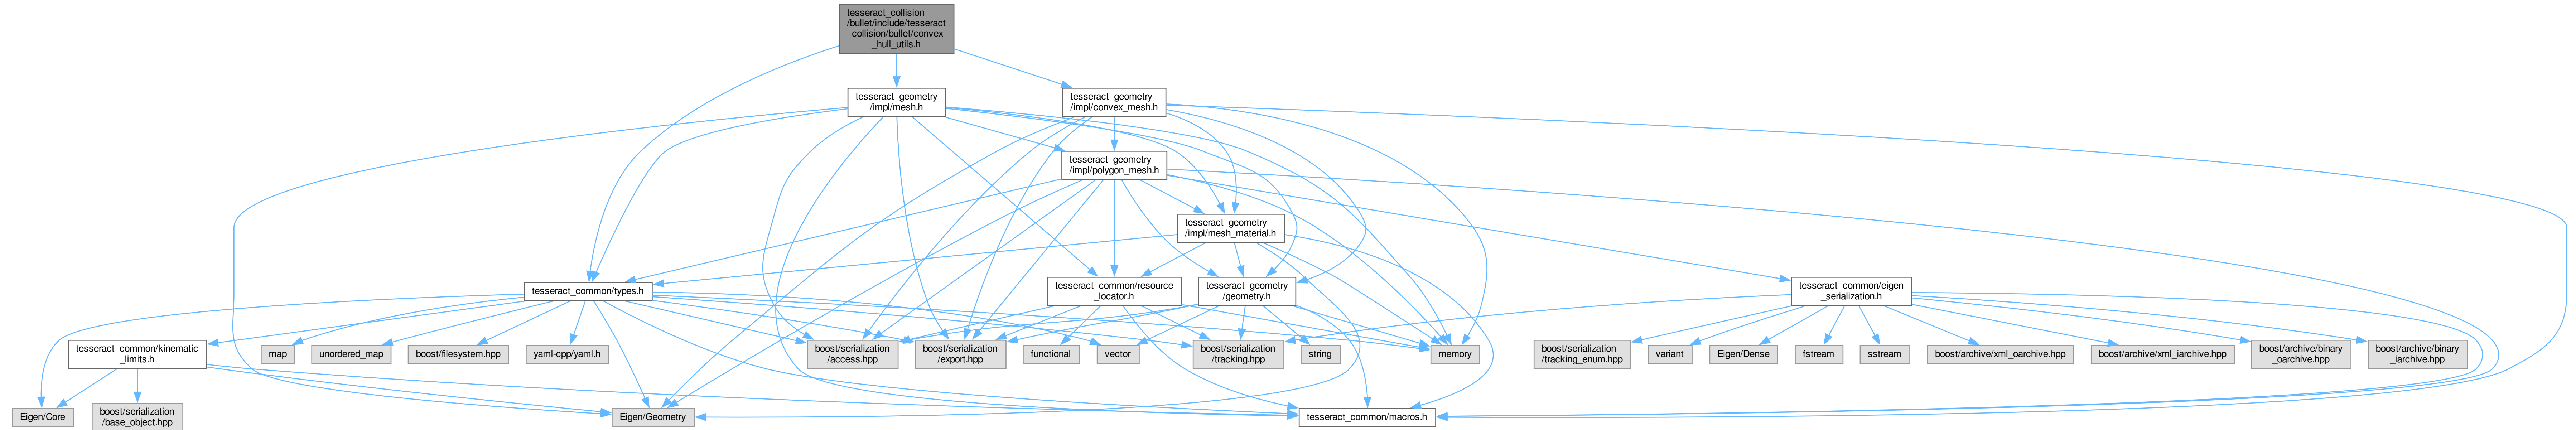 tesseract_collision
/bullet/include/tesseract
_collision/bullet/convex
_hull_utils.h
tesseract_geometry
/impl/mesh.h
tesseract_geometry
/impl/convex_mesh.h
tesseract_geometry
/impl/polygon_mesh.h
tesseract_geometry
/impl/mesh_material.h
tesseract_common/types.h
tesseract_common/resource
_locator.h
tesseract_geometry
/geometry.h
tesseract_common/eigen
_serialization.h
tesseract_common/kinematic
_limits.h
map
unordered_map
boost/filesystem.hpp
yaml-cpp/yaml.h
boost/serialization
/access.hpp
boost/serialization
/export.hpp
functional
vector
boost/serialization
/tracking.hpp
string
memory
boost/serialization
/tracking_enum.hpp
variant
Eigen/Dense
fstream
sstream
boost/archive/xml_oarchive.hpp
boost/archive/xml_iarchive.hpp
boost/archive/binary
_oarchive.hpp
boost/archive/binary
_iarchive.hpp
Eigen/Core
boost/serialization
/base_object.hpp
Eigen/Geometry
tesseract_common/macros.h